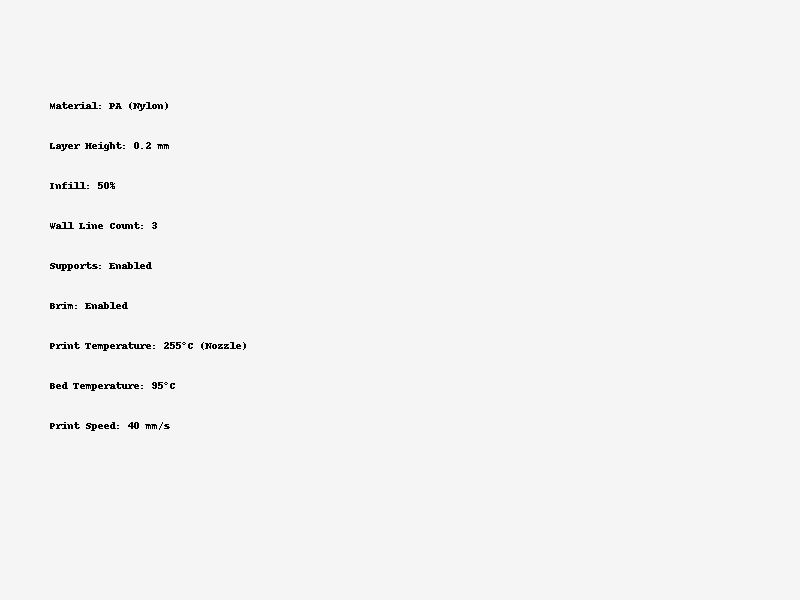 Material: PA (Nylon)
Layer Height: 0.2 mm
Infill: 50%
Wall Line Count: 3
Supports: Enabled
Brim: Enabled
Print Temperature: 255°C (Nozzle)
Bed Temperature: 95°C
Print Speed: 40 mm/s